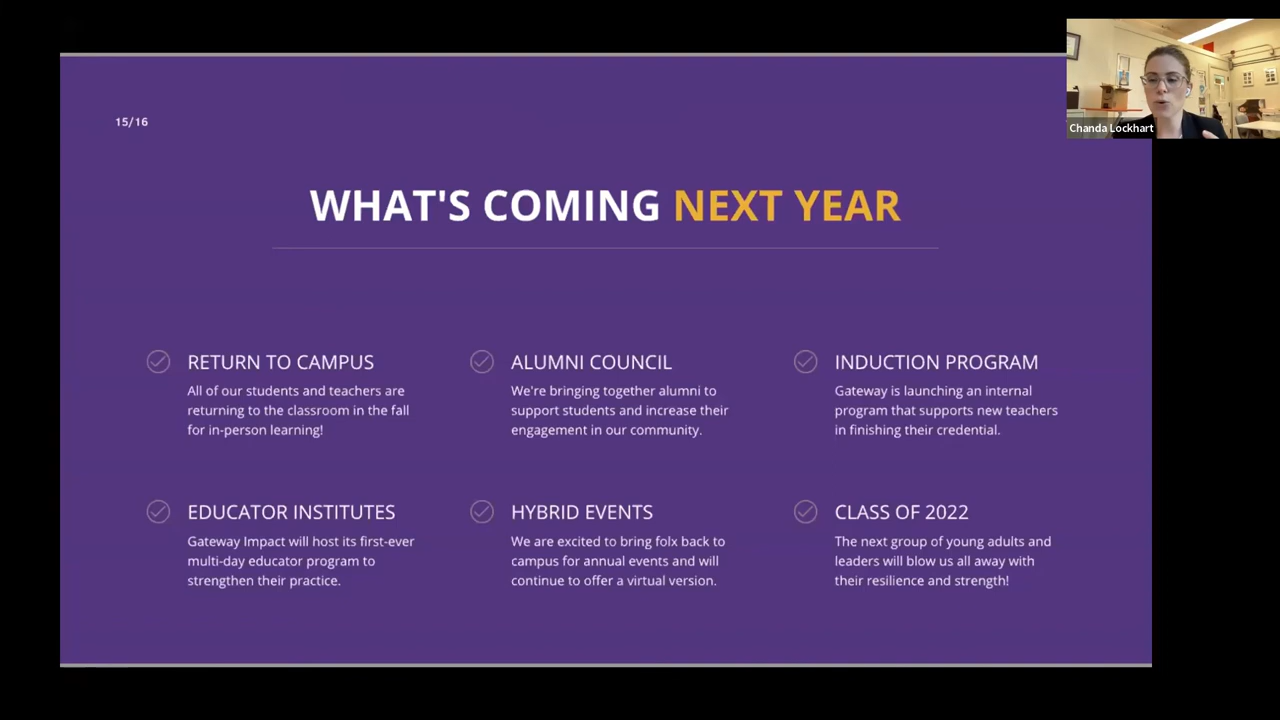 15/16
Chanda Lockhart
WHAT'S COMING NEXT YEAR
RETURN TO CAMPUS
All of our students and teachers are
returning to the classroom in the fall
for in-person learning!
ALUMNI COUNCIL
We're bringing together alumni to
support students and increase their
engagement in our community.
INDUCTION PROGRAM
Gateway is launching an internal
program that supports new teachers
in finishing their credential.
EDUCATOR INSTITUTES
Gateway Impact will host its first-ever
multi-day educator program to
strengthen their practice.
HYBRID EVENTS
We are excited to bring folx back to
campus for annual events and will
continue to offer a virtual version.
CLASS OF 2022
The next group of young adults and
leaders will blow us all away with
their resilience and strength!